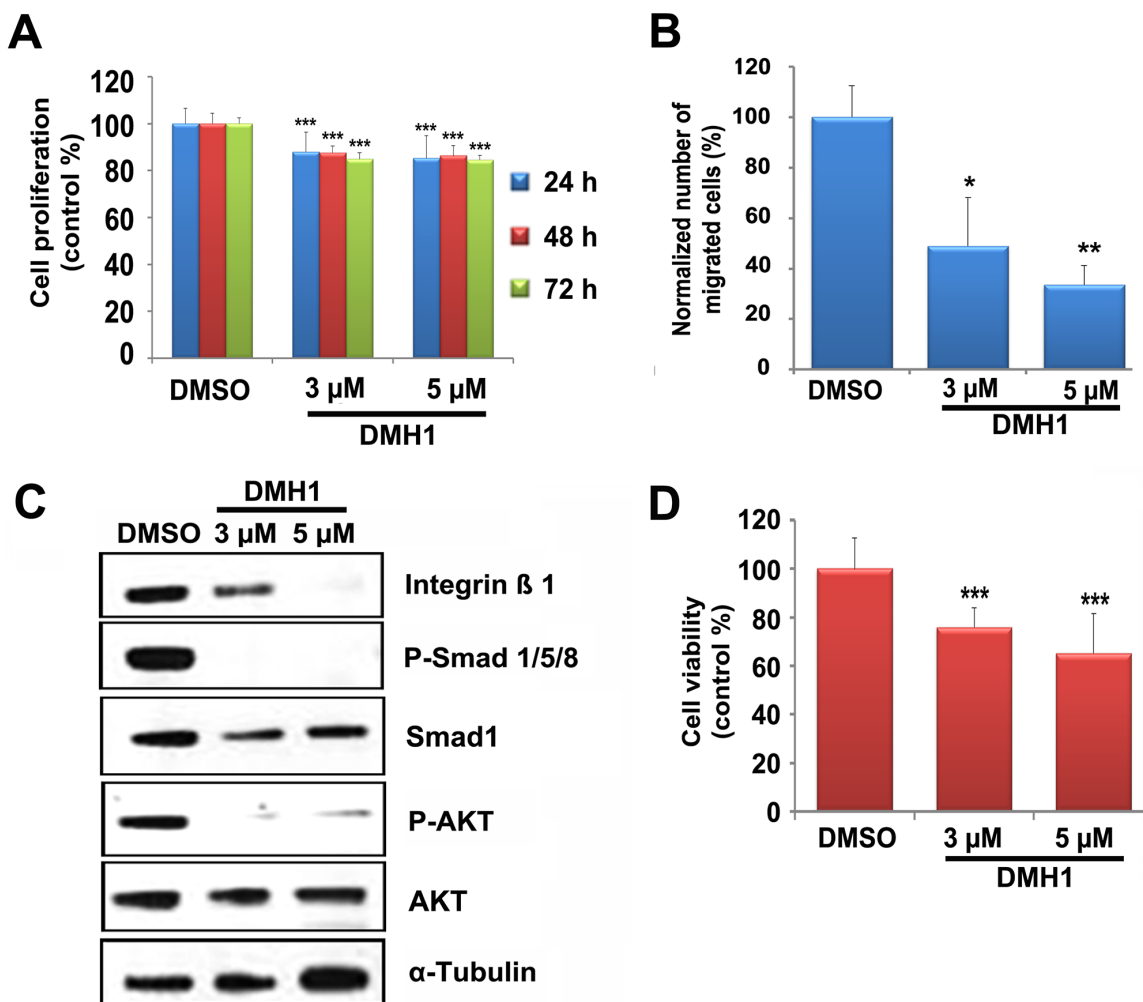 A
Cell proliferation
(control %)
120
100
80
60
40
20
0
***
***
***
***
***
***
24 h
48 h
72 h
DMSO
3 µM
5 µM
DMH1
B
Normalized number of
migrated cells (%)
120
100
80
60
40
20
0
*
**
DMSO
3 µM
5 µM
DMH1
C
DMH1
DMSO 3 µM 5 µM
Integrin ß 1
P-Smad 1/5/8
Smad1
P-AKT
AKT
α-Tubulin
D
Cell viability
(control %)
120
100
80
60
40
20
0
***
***
DMSO
3 µM
5 µM
DMH1